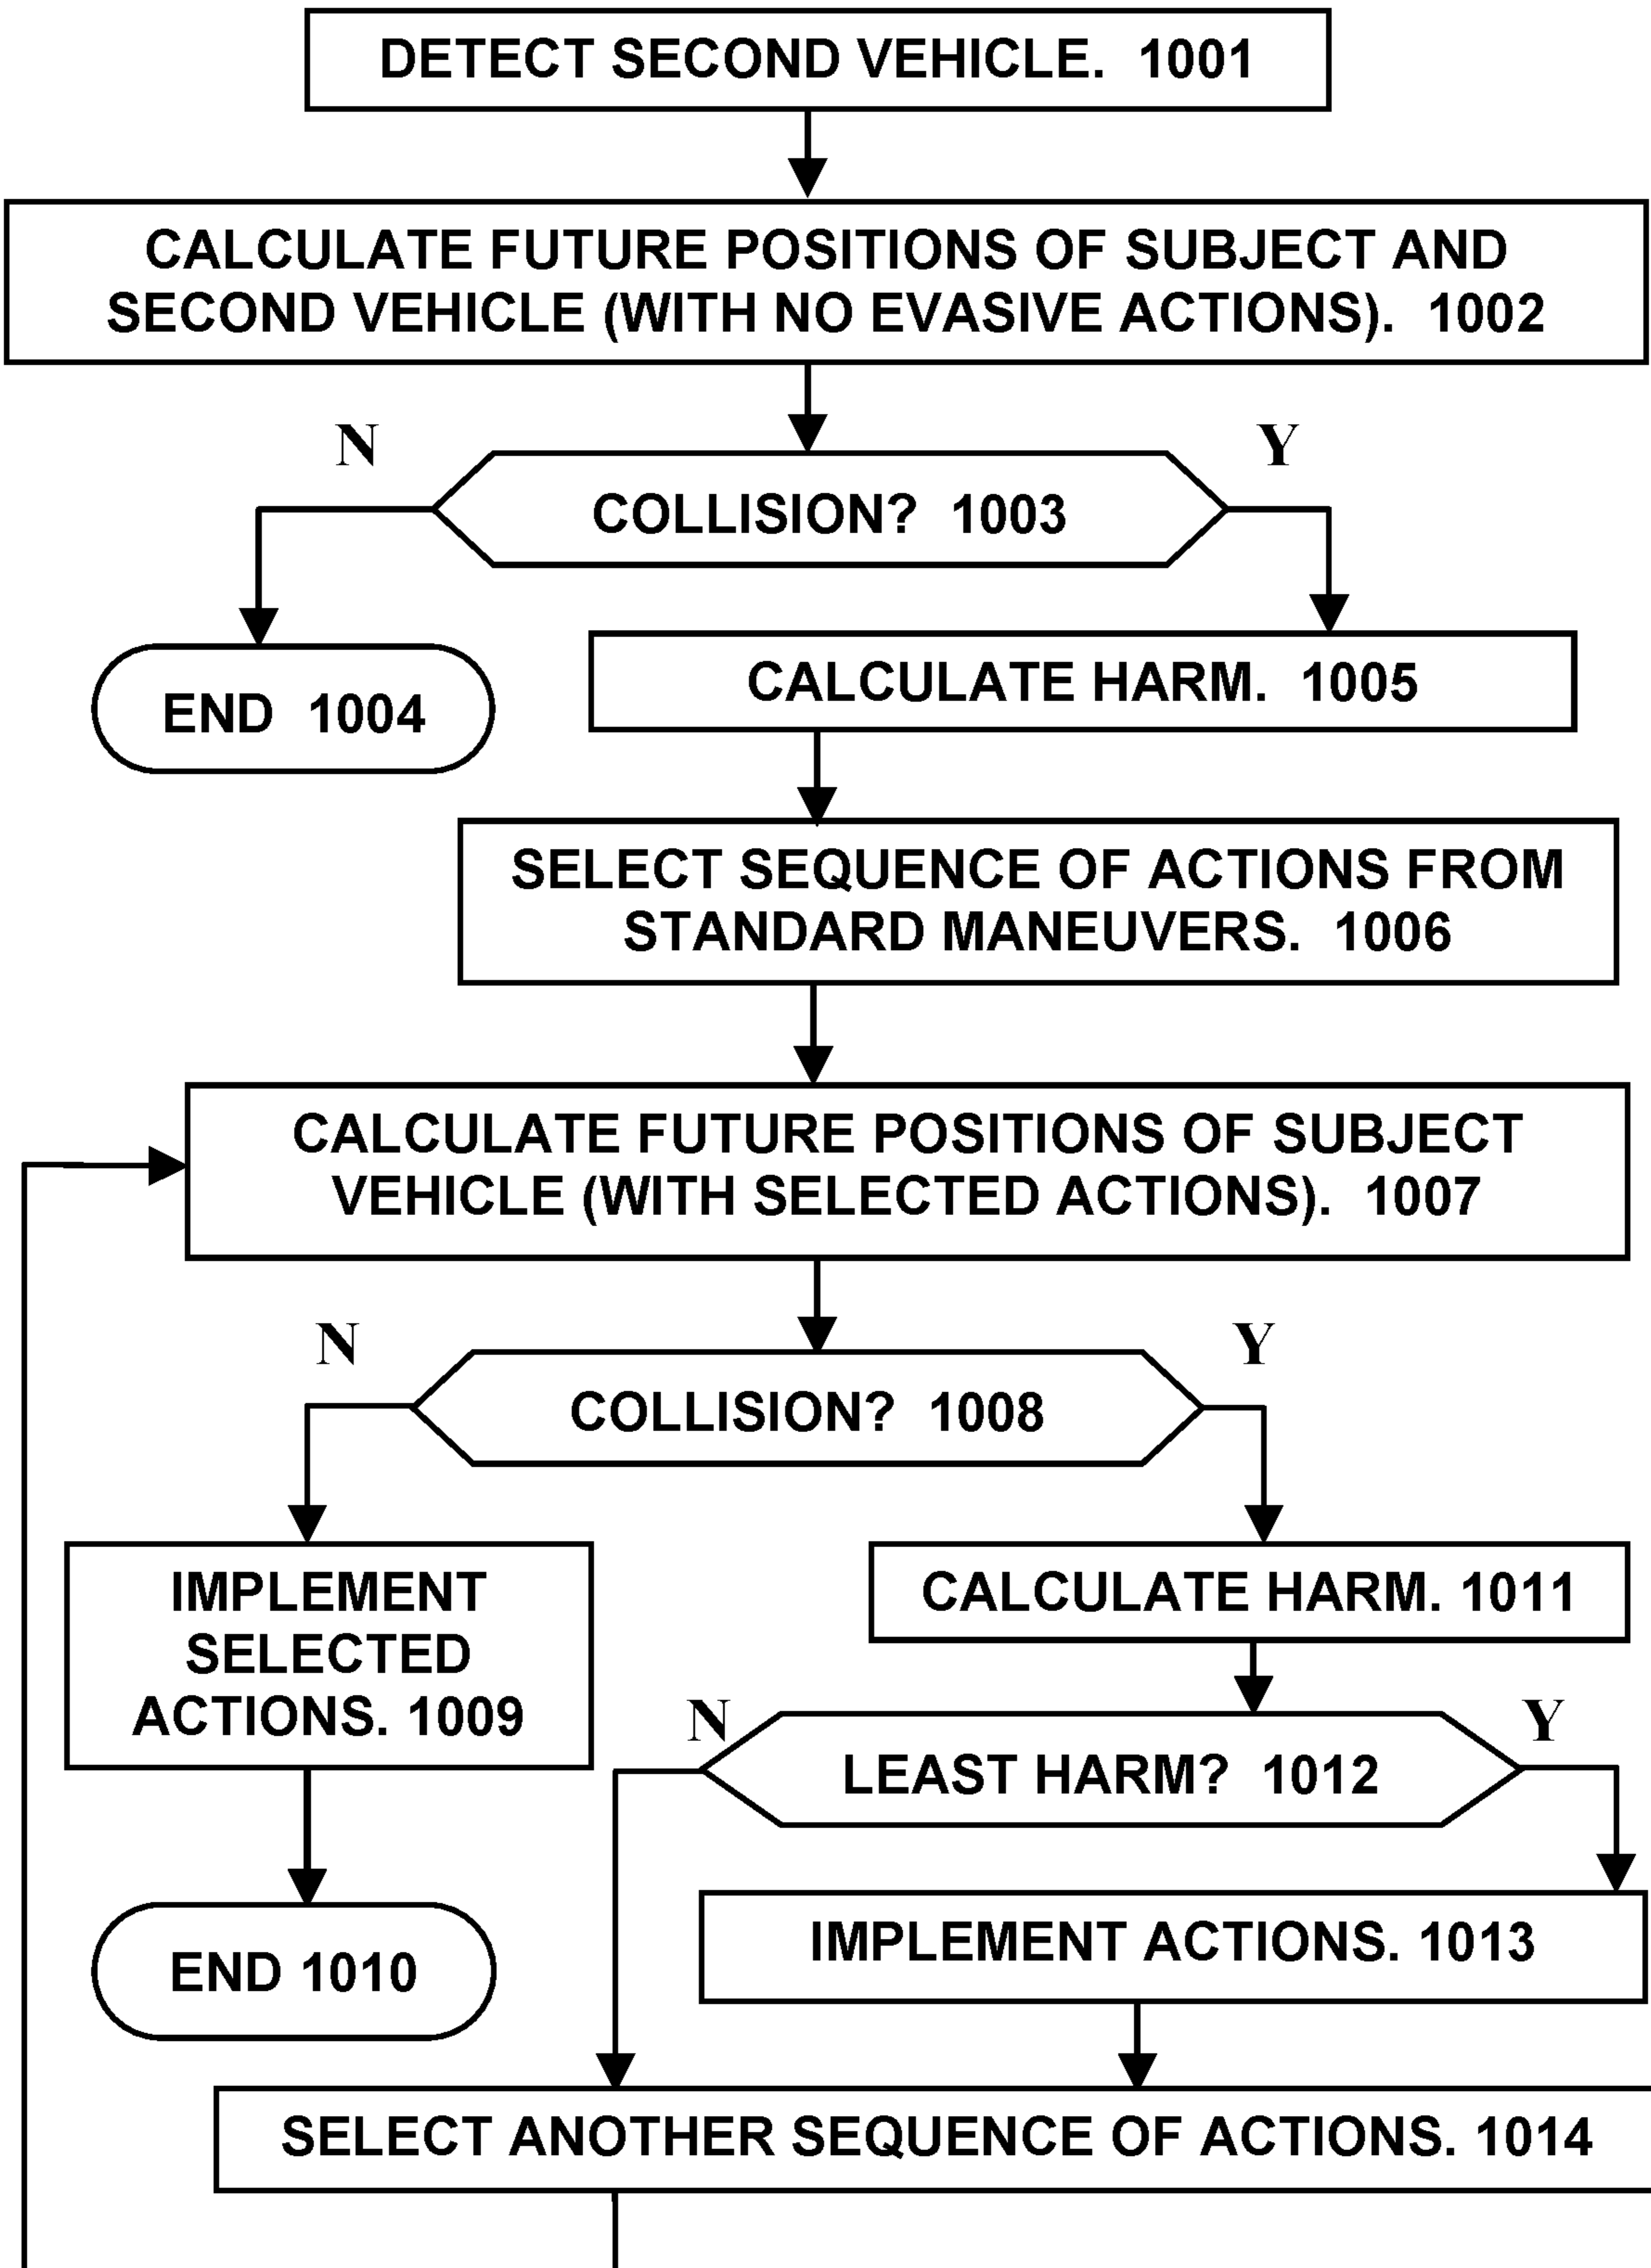 DETECT SECOND VEHICLE. 1001
CALCULATE FUTURE POSITIONS OF SUBJECT AND
SECOND VEHICLE (WITH NO EVASIVE ACTIONS). 1002
N
Y
COLLISION? 1003
END 1004
CALCULATE HARM. 1005
SELECT SEQUENCE OF ACTIONS FROM
STANDARD MANEUVERS. 1006
CALCULATE FUTURE POSITIONS OF SUBJECT
VEHICLE (WITH SELECTED ACTIONS). 1007
N
Y
COLLISION? 1008
IMPLEMENT
SELECTED
ACTIONS. 1009
END 1010
CALCULATE HARM. 1011
N
Y
LEAST HARM? 1012
IMPLEMENT ACTIONS. 1013
SELECT ANOTHER SEQUENCE OF ACTIONS. 1014